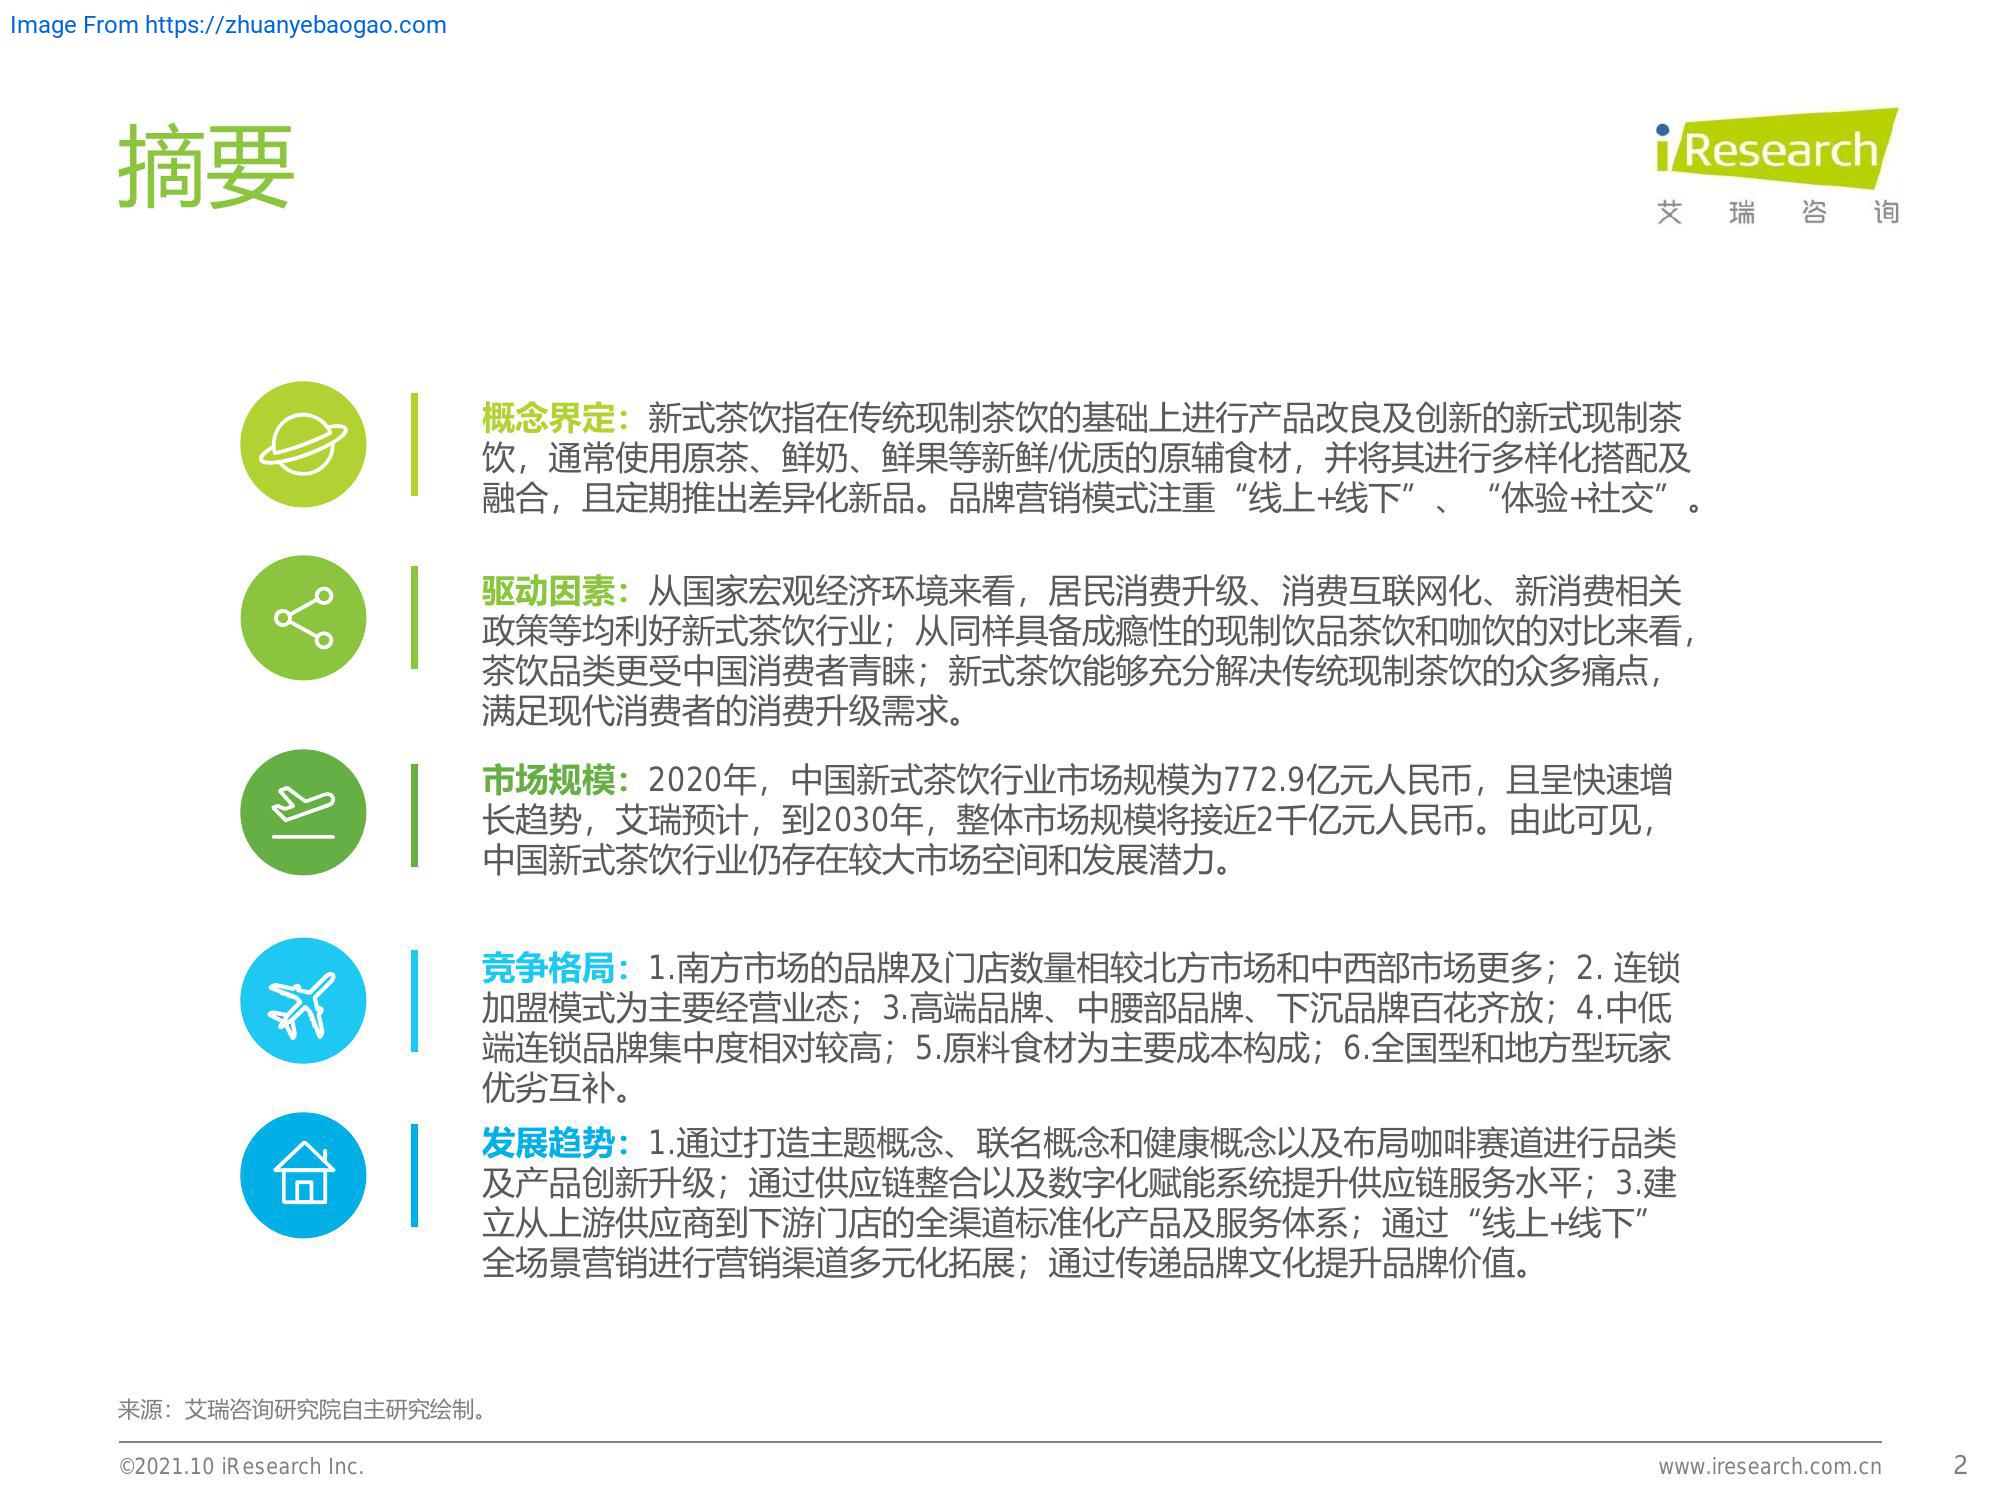 Image From https://zhuanyebaogao.com
摘要
iResearch
艾瑞咨询
概念界定：新式茶饮指在传统现制茶饮的基础上进行产品改良及创新的新式现制茶
饮，通常使用原茶、鲜奶、鲜果等新鲜/优质的原辅食材，并将其进行多样化搭配及
融合，且定期推出差异化新品。品牌营销模式注重“线上+线下”、“体验+社交”。
驱动因素：从国家宏观经济环境来看，居民消费升级、消费互联网化、新消费相关
政策等均利好新式茶饮行业；从同样具备成瘾性的现制饮品茶饮和咖饮的对比来看，
茶饮品类更受中国消费者青睐；新式茶饮能够充分解决传统现制茶饮的众多痛点，
满足现代消费者的消费升级需求。
市场规模：2020年，中国新式茶饮行业市场规模为772.9亿元人民币，且呈快速增
长趋势，艾瑞预计，到2030年，整体市场规模将接近2千亿元人民币。由此可见，
中国新式茶饮行业仍存在较大市场空间和发展潜力。
竞争格局：1.南方市场的品牌及门店数量相较北方市场和中西部市场更多；2. 连锁
加盟模式为主要经营业态；3.高端品牌、中腰部品牌、下沉品牌百花齐放；4.中低
端连锁品牌集中度相对较高；5.原料食材为主要成本构成；6.全国型和地方型玩家
优劣互补。
发展趋势：1.通过打造主题概念、联名概念和健康概念以及布局咖啡赛道进行品类
及产品创新升级；通过供应链整合以及数字化赋能系统提升供应链服务水平；3.建
立从上游供应商到下游门店的全渠道标准化产品及服务体系；通过“线上+线下”
全场景营销进行营销渠道多元化拓展；通过传递品牌文化提升品牌价值。
来源：艾瑞咨询研究院自主研究绘制。
©2021.10 iResearch Inc.
www.iresearch.com.cn
2